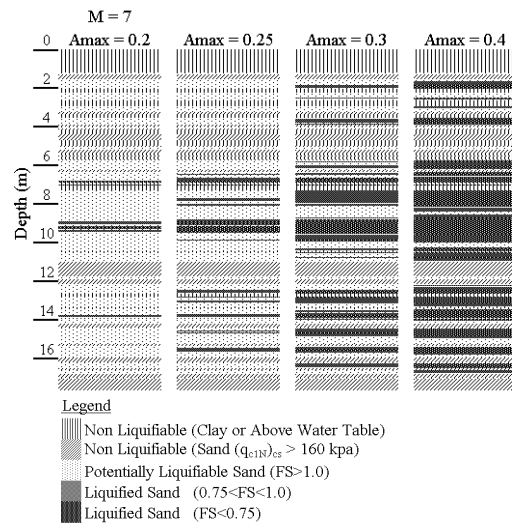 M = 7
Amax = 0.2 Amax = 0.25 Amax = 0.3 Amax = 0.4
0
2
4
6
8
10
12
14
16
Depth (m)
Legend
Non Liquifiable (Clay or Above Water Table)
Non Liquifiable (Sand (qc1N)cs > 160 kpa)
Potentially Liquifiable Sand (FS>1.0)
Liquified Sand (0.75<FS<1.0)
Liquified Sand (FS<0.75)